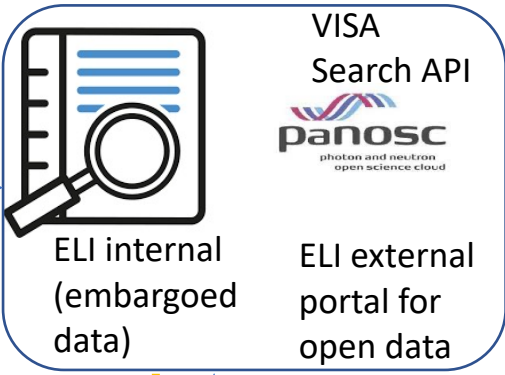 VISA
Search API
panosc
photon and neutron
open science cloud
ELI internal
(embargoed
data)
ELI external
portal for
open data